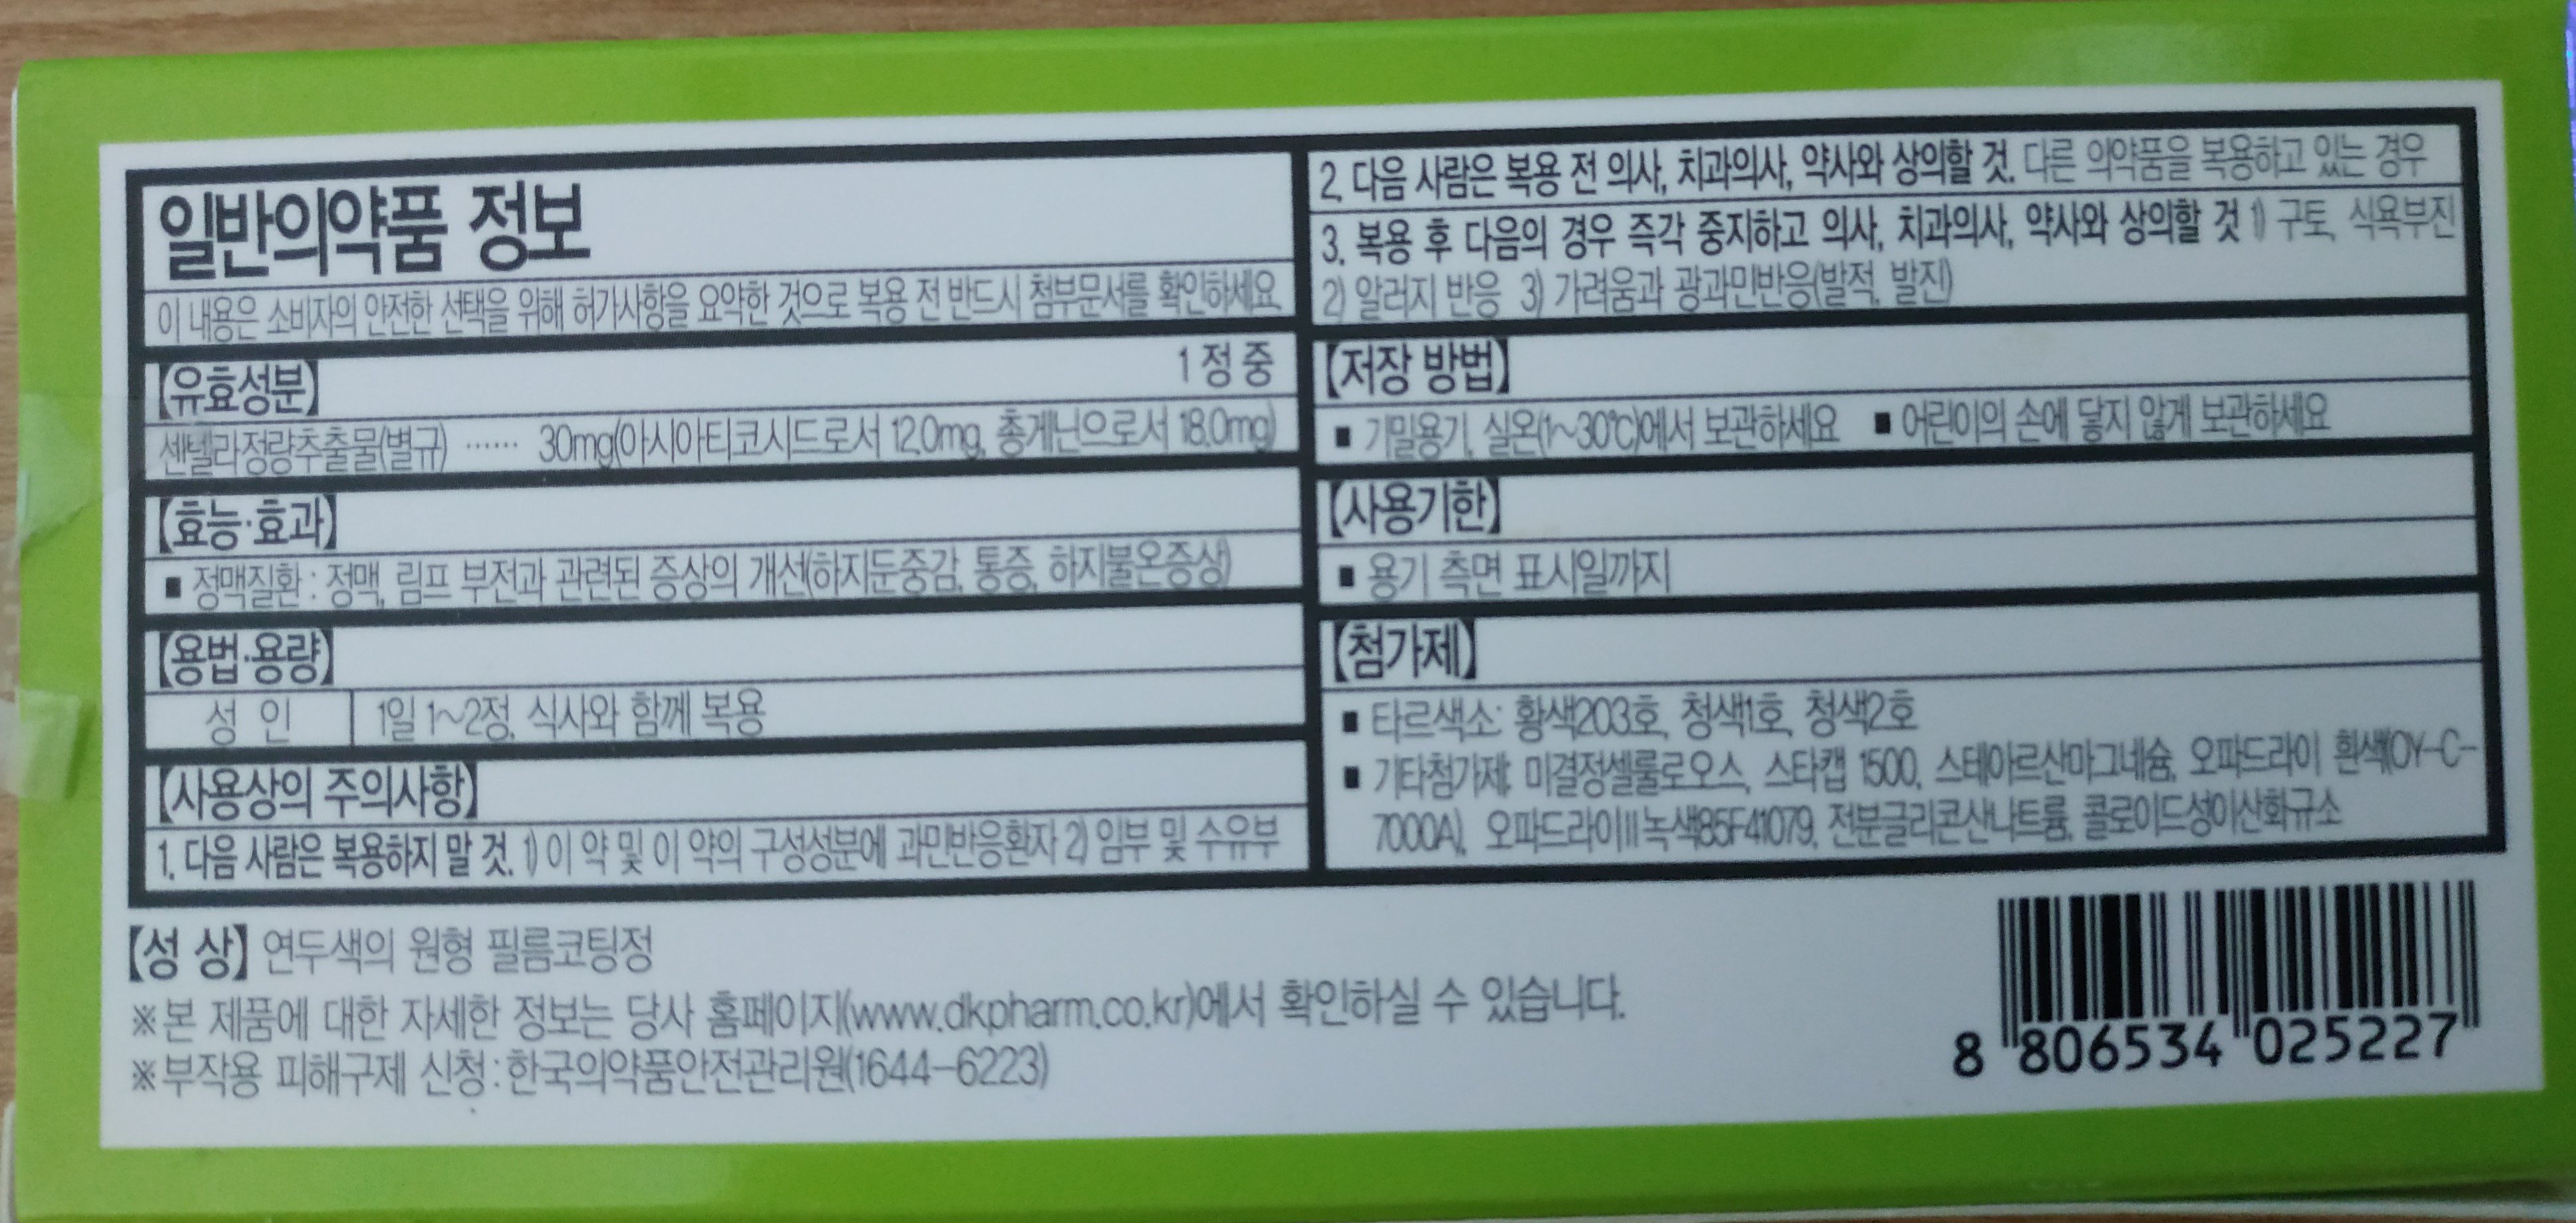 일반의약품 정보
이 내용은 소비자의 안전한 선택을 위해 허가사항을 요약한 것으로 복용 전 반드시 첨부문서를 확인하세요.
【유효성분】 1 정 중
센텔라정량추출물(별규) ······ 30mg(아시아티코시드로서 12.0mg, 총게닌으로서 18.0mg)
【효능·효과】
■ 정맥질환 : 정맥, 림프 부전과 관련된 증상의 개선(하지둔중감, 통증, 하지불온증상)
【용법·용량】
성 인 1일 1~2정, 식사와 함께 복용
【사용상의 주의사항】
1. 다음 사람은 복용하지 말 것. 1) 이 약 및 이 약의 구성성분에 과민반응환자 2) 임부 및 수유부
2. 다음 사람은 복용 전 의사, 치과의사, 약사와 상의할 것. 다른 의약품을 복용하고 있는 경우
3. 복용 후 다음의 경우 즉각 중지하고 의사, 치과의사, 약사와 상의할 것 1) 구토, 식욕부진
2) 알러지 반응 3) 가려움과 광과민반응(발적, 발진)
【저장 방법】
■ 기밀용기, 실온(1~30℃)에서 보관하세요 ■ 어린이의 손에 닿지 않게 보관하세요
【사용기한】
■ 용기 측면 표시일까지
【첨가제】
■ 타르색소: 황색203호, 청색1호, 청색2호
■ 기타첨가제: 미결정셀룰로오스, 스타캡 1500, 스테아르산마그네슘, 오파드라이 흰색(OY-C-
7000A), 오파드라이II녹색85F41079, 전분글리콘산나트륨, 콜로이드성이산화규소
【성 상】 연두색의 원형 필름코팅정
※본 제품에 대한 자세한 정보는 당사 홈페이지(www.dkpharm.co.kr)에서 확인하실 수 있습니다.
※부작용 피해구제 신청:한국의약품안전관리원(1644-6223)
8 806534 025227